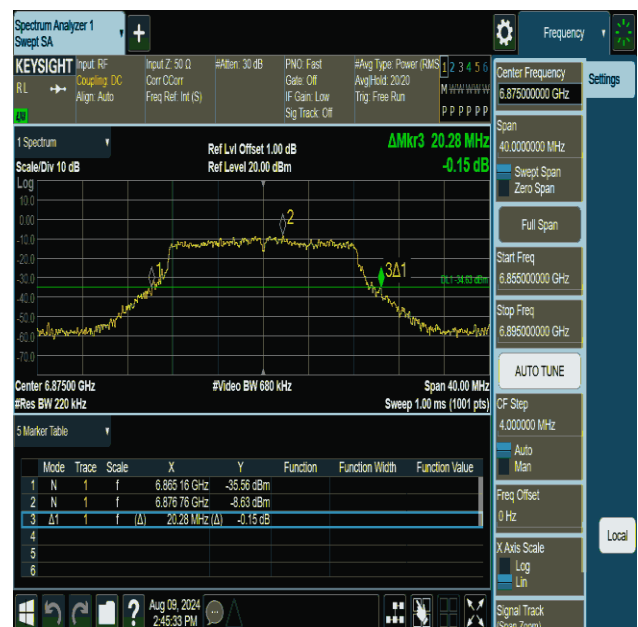 Spectrum Analyzer 1
Swept SA
Frequency
KEYSIGHT
RL
Input: RF
Coupling: DC
Align: Auto
Input Z: 50 Ω
Corr CCorr
Freq Ref: Int (S)
#Atten: 30 dB
PNO: Fast
Gate: Off
IF Gain: Low
Sig Track: Off
#Avg Type: Power (RMS
Avg|Hold: 20/20
Trig: Free Run
1 2 3 4 5 6
M W W W W W
P P P P P P
1 Spectrum
Scale/Div 10 dB
Ref Lvl Offset 1.00 dB
Ref Level 20.00 dBm
ΔMkr3 20.28 MHz
-0.15 dB
Log
10.0
0.00
-10.0
-20.0
-30.0
-40.0
-50.0
-60.0
-70.0
1
2
3Δ1
DL1 -34.63 dBm
Center 6.87500 GHz
#Res BW 220 kHz
#Video BW 680 kHz
Span 40.00 MHz
Sweep 1.00 ms (1001 pts)
5 Marker Table
Mode Trace Scale X Y Function Function Width Function Value
1 N 1 f 6.865 16 GHz -35.56 dBm
2 N 1 f 6.876 76 GHz -8.63 dBm
3 Δ1 1 f (Δ) 20.28 MHz (Δ) -0.15 dB
4
5
6
Aug 09, 2024
2:45:33 PM
Center Frequency
6.875000000 GHz
Span
40.0000000 MHz
Swept Span
Zero Span
Full Span
Start Freq
6.855000000 GHz
Stop Freq
6.895000000 GHz
AUTO TUNE
CF Step
4.000000 MHz
Auto
Man
Freq Offset
0 Hz
X Axis Scale
Log
Lin
Signal Track
(Span Zoom)
Settings
Local